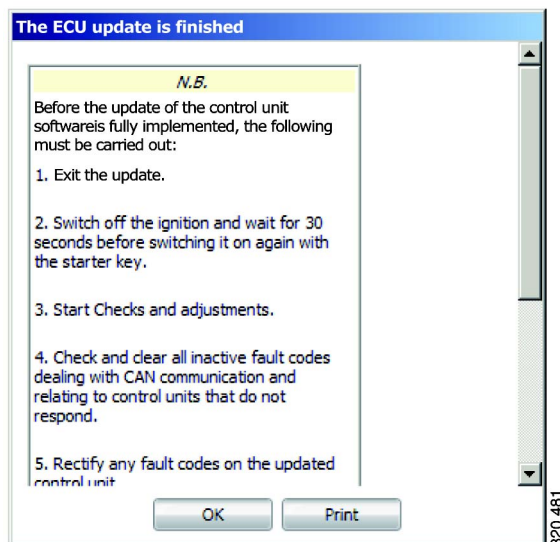 The ECU update is finished
N.B.
Before the update of the control unit
softwareis fully implemented, the following
must be carried out:
1. Exit the update.
2. Switch off the ignition and wait for 30
seconds before switching it on again with
the starter key.
3. Start Checks and adjustments.
4. Check and clear all inactive fault codes
dealing with CAN communication and
relating to control units that do not
respond.
5. Rectify any fault codes on the updated
control unit
OK
Print
320 481